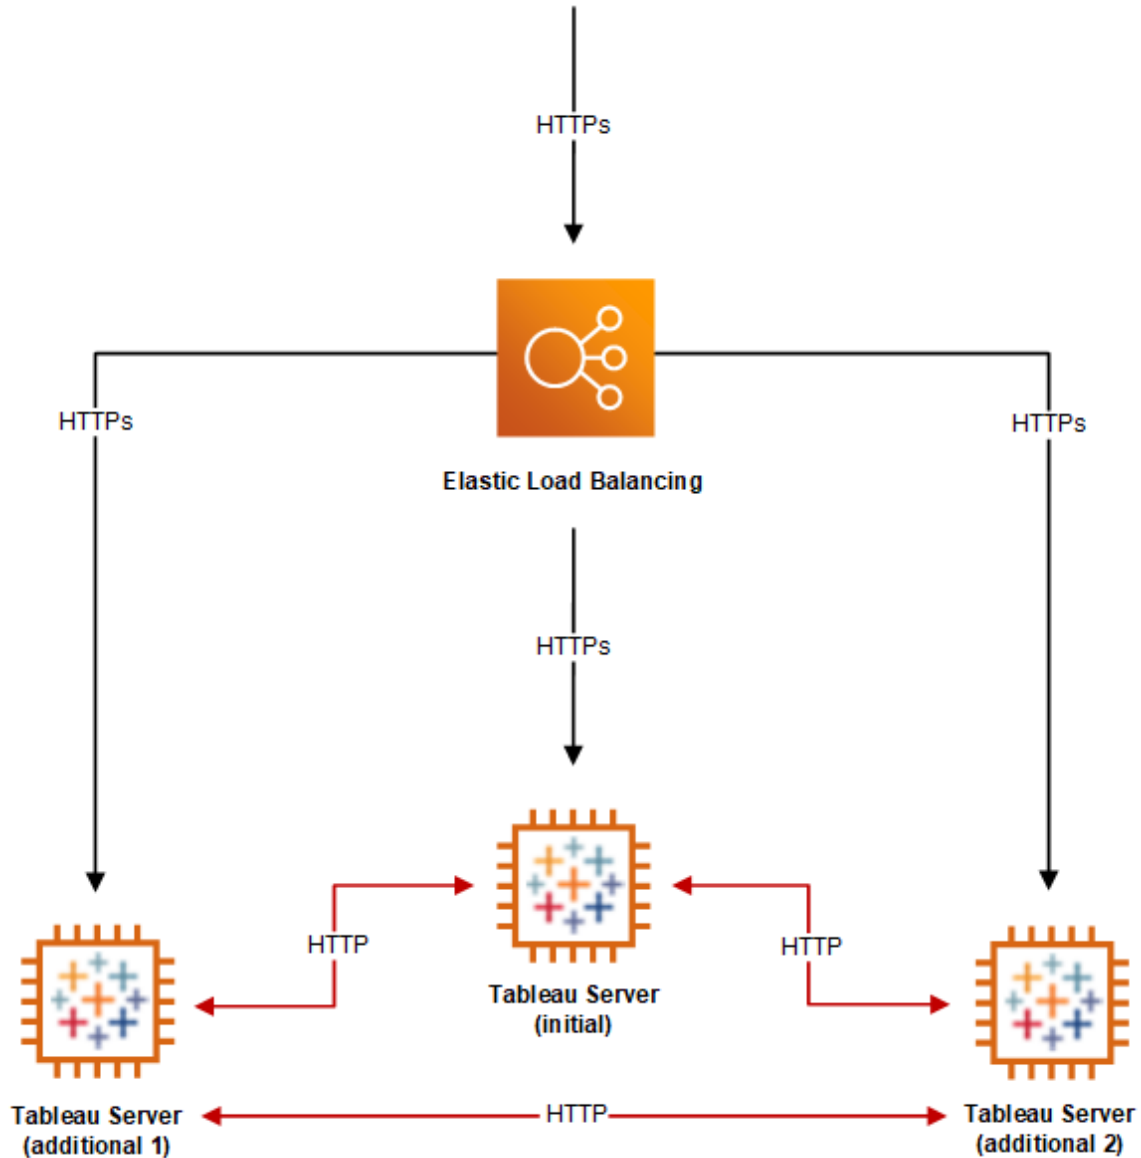 HTTPs
HTTPs
HTTPs
Elastic Load Balancing
HTTPs
HTTP
HTTP
Tableau Server
(initial)
Tableau Server
(additional 1)
HTTP
Tableau Server
(additional 2)